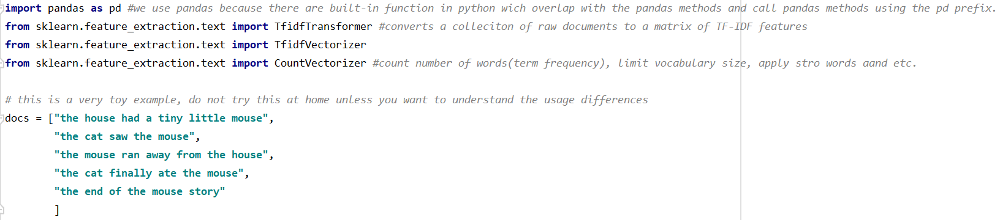 import pandas as pd #we use pandas because there are built-in function in python wich overlap with the pandas methods and call pandas methods using the pd prefix.
from sklearn.feature_extraction.text import TfidfTransformer #converts a colleciton of raw documents to a matrix of TF-IDF features
from sklearn.feature_extraction.text import TfidfVectorizer
from sklearn.feature_extraction.text import CountVectorizer #count number of words(term frequency), limit vocabulary size, apply stro words aand etc.
# this is a very toy example, do not try this at home unless you want to understand the usage differences
docs = ["the house had a tiny little mouse",
"the cat saw the mouse",
"the mouse ran away from the house",
"the cat finally ate the mouse",
"the end of the mouse story"
]